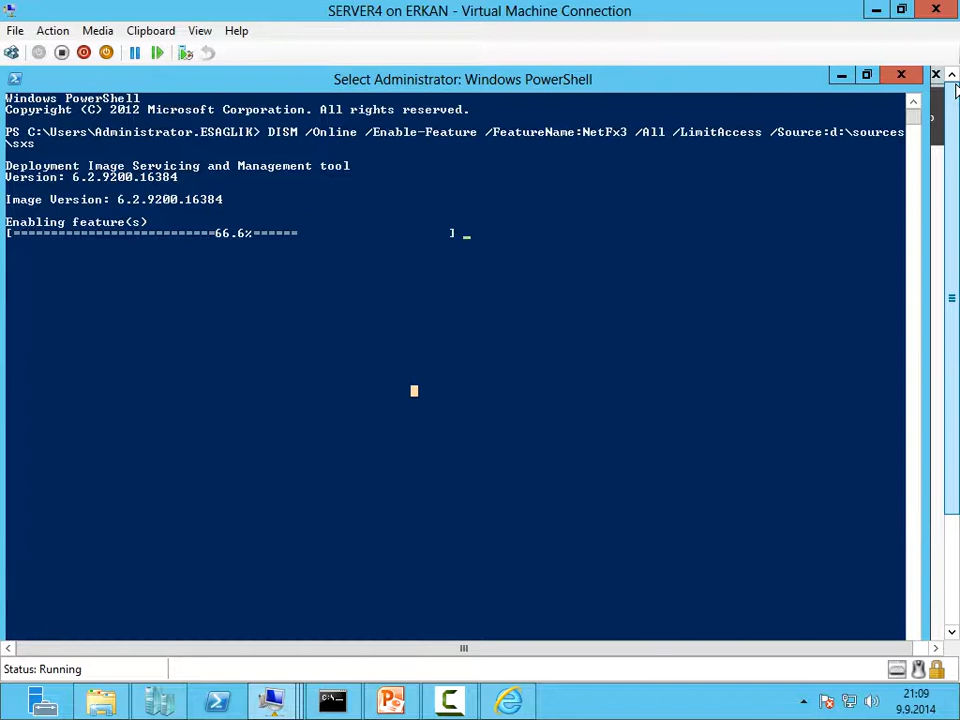 SERVER4 on ERKAN - Virtual Machine Connection
File Action Media Clipboard View Help
Select Administrator: Windows PowerShell
Windows PowerShell
Copyright (C) 2012 Microsoft Corporation. All rights reserved.
PS C:\Users\Administrator.ESAGLIK> DISM /Online /Enable-Feature /FeatureName:NetFx3 /All /LimitAccess /Source:d:\sources
\sxs
Deployment Image Servicing and Management tool
Version: 6.2.9200.16384
Image Version: 6.2.9200.16384
Enabling feature(s)
[===========================66.6%====== ] _
Status: Running
21:09
9.9.2014